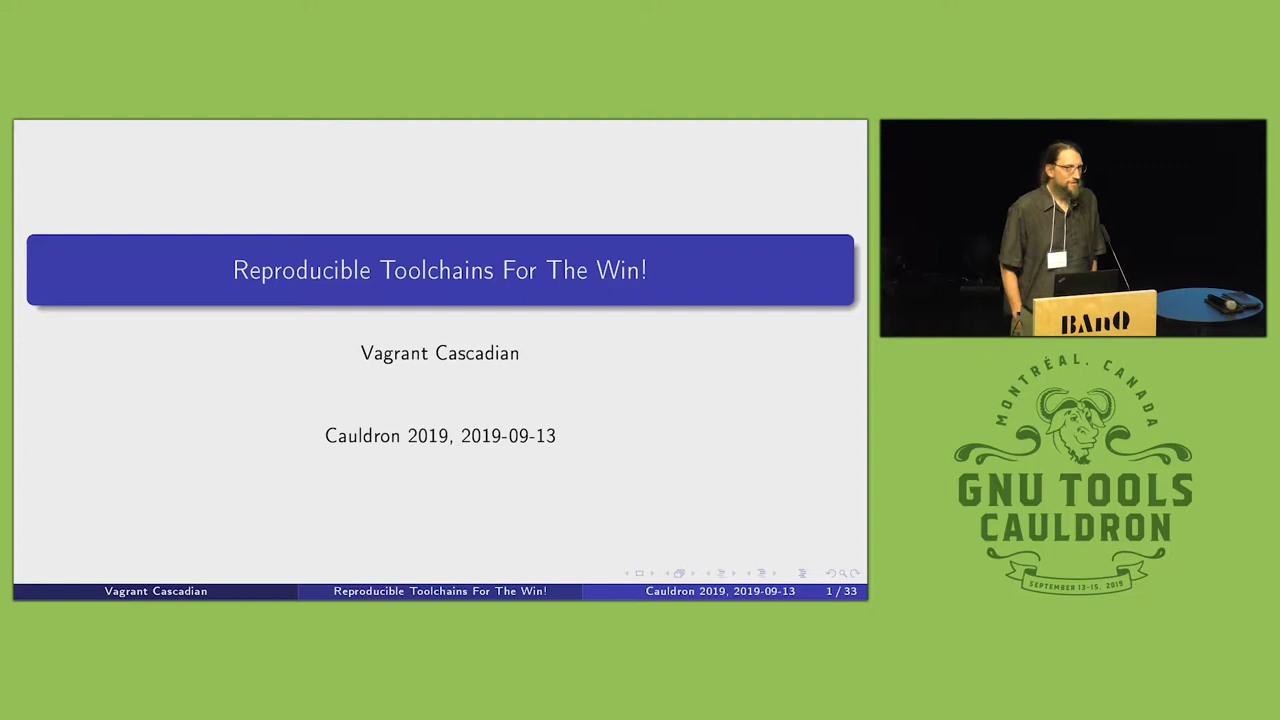 Reproducible Toolchains For The Win!
Vagrant Cascadian
Cauldron 2019, 2019-09-13
Vagrant Cascadian Reproducible Toolchains For The Win! Cauldron 2019, 2019-09-13 1 / 33
BAnQ
MONTRÉAL, CANADA
GNU TOOLS
CAULDRON
SEPTEMBER 13-15, 2019